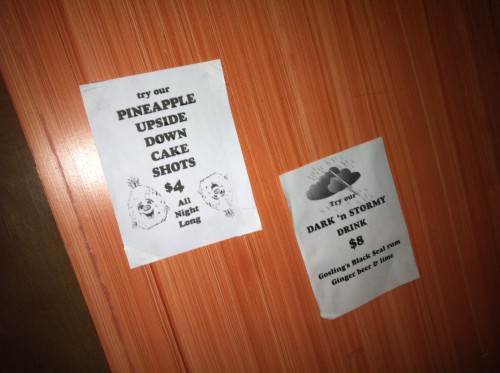 try our
PINEAPPLE
UPSIDE
DOWN
CAKE
SHOTS
$4
All
Night
Long
Try our
DARK 'n STORMY
DRINK
$8
Gosling's Black Seal rum
Ginger beer & lime